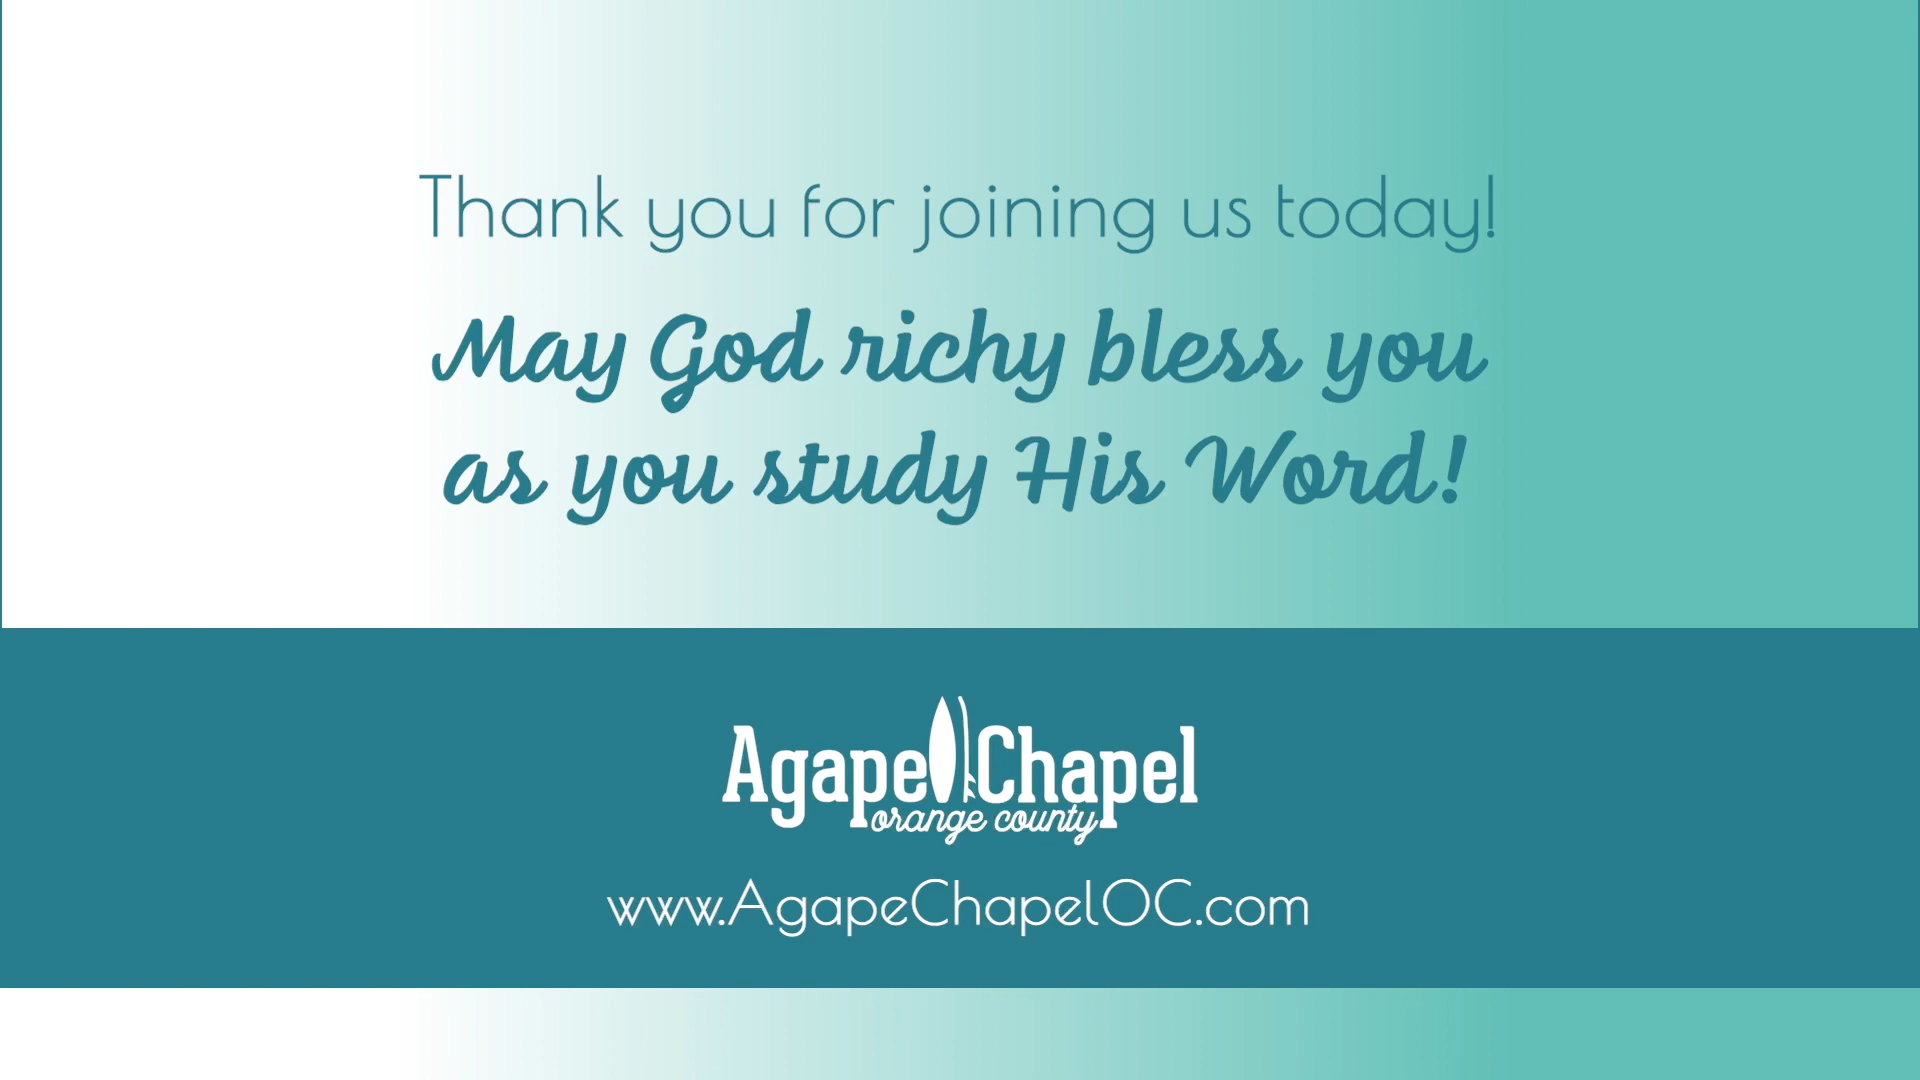 Thank you for joining us today!
May God richy bless you
as you study His Word!
Agape Chapel
orange county
www.AgapeChapelOC.com